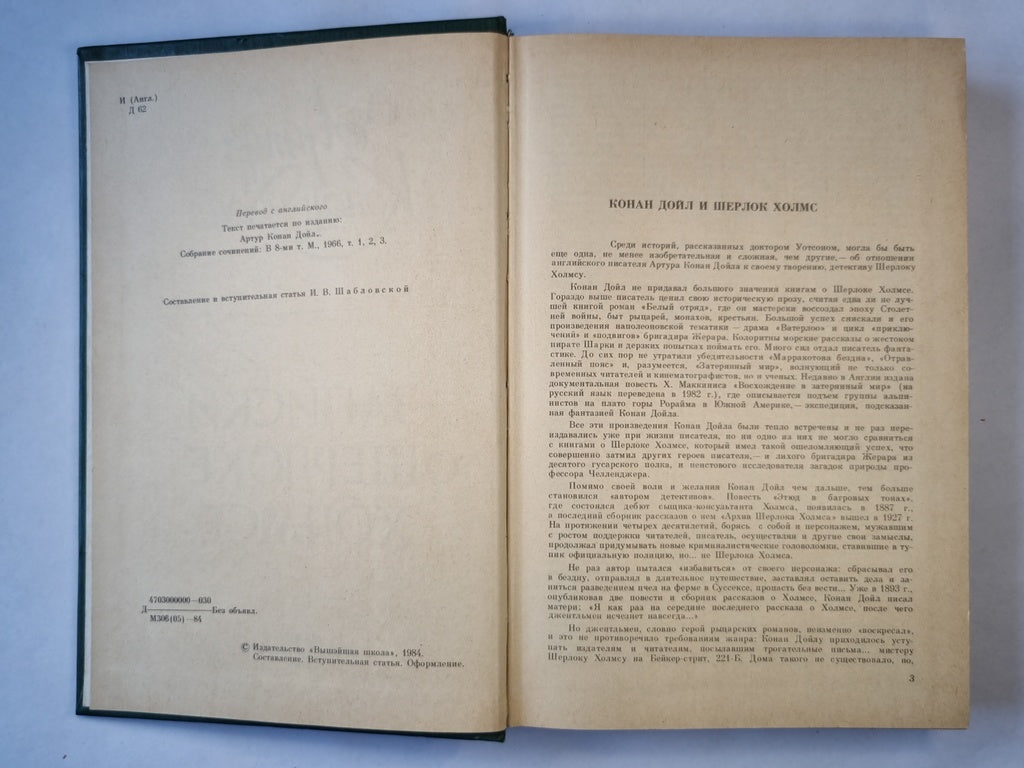 И (Англ.)
Д 62
Перевод с английского
Текст печатается по изданию:
Артур Конан Дойл.
Собрание сочинений: В 8-ми т. М., 1966, т. 1, 2, 3.
Составление и вступительная статья И. В. Шабловской
4703000000—030
Д————Без объявл.
М306(05)—84
© Издательство «Вышэйшая школа», 1984.
Составление. Вступительная статья. Оформление.
КОНАН ДОЙЛ И ШЕРЛОК ХОЛМС
Среди историй, рассказанных доктором Уотсоном, могла бы быть
еще одна, не менее изобретательная и сложная, чем другие,— об отношении
английского писателя Артура Конан Дойла к своему творению, детективу Шерлоку
Холмсу.
Конан Дойл не придавал большого значения книгам о Шерлоке Холмсе.
Гораздо выше писатель ценил свою историческую прозу, считая едва ли не луч-
шей книгой роман «Белый отряд», где он мастерски воссоздал эпоху Столет-
ней войны, быт рыцарей, монахов, крестьян. Большой успех снискали и его
произведения наполеоновской тематики — драма «Ватерлоо» и цикл «приклю-
чений» и «подвигов» бригадира Жерара. Колоритны морские рассказы о жестоком
пирате Шарки и дерзких попытках поймать его. Много сил отдал писатель фанта-
стике. До сих пор не утратили убедительности «Марракотова бездна», «Отрав-
ленный пояс» и, разумеется, «Затерянный мир», волнующий не только со-
временных читателей и кинематографистов, но и ученых. Недавно в Англии издана
документальная повесть Х. Маккиниса «Восхождение в затерянный мир» (на
русский язык переведена в 1982 г.), где описывается подъем группы альпи-
нистов на плато горы Рорайма в Южной Америке,— экспедиция, подсказан-
ная фантазией Конан Дойла.
Все эти произведения Конан Дойла были тепло встречены и не раз пере-
издавались уже при жизни писателя, но ни одно из них не могло сравниться
с книгами о Шерлоке Холмсе, который имел такой ошеломляющий успех, что
совершенно затмил других героев писателя,— и лихого бригадира Жерара из
десятого гусарского полка, и неистового исследователя загадок природы про-
фессора Челленджера.
Помимо своей воли и желания Конан Дойл чем дальше, тем больше
становился «автором детективов». Повесть «Этюд в багровых тонах»,
где состоялся дебют сыщика-консультанта Холмса, появилась в 1887 г.,
а последний сборник рассказов о нем «Архив Шерлока Холмса» вышел в 1927 г.
На протяжении четырех десятилетий, борясь с собой и персонажем, мужавшим
с ростом поддержки читателей, писатель, осуществляя и другие свои замыслы,
продолжал придумывать новые криминалистические головоломки, ставившие в ту-
пик официальную полицию, но... не Шерлока Холмса.
Не раз автор пытался «избавиться» от своего персонажа: сбрасывал его
в бездну, отправлял в длительное путешествие, заставлял оставить дела и за-
няться разведением пчел на ферме в Суссексе, пропасть без вести... Уже в 1893 г.,
опубликовав две повести и сборник рассказов о Холмсе, Конан Дойл писал
матери: «Я как раз на середине последнего рассказа о Холмсе, после чего
джентльмен исчезнет навсегда...»
Но джентльмен, словно герой рыцарских романов, неизменно «воскресал»,
и это не противоречило требованиям жанра: Конан Дойлу приходилось усту-
пать издателям и читателям, посылавшим трогательные письма... мистеру
Шерлоку Холмсу на Бейкер-стрит, 221-Б. Дома такого не существовало, но,
3